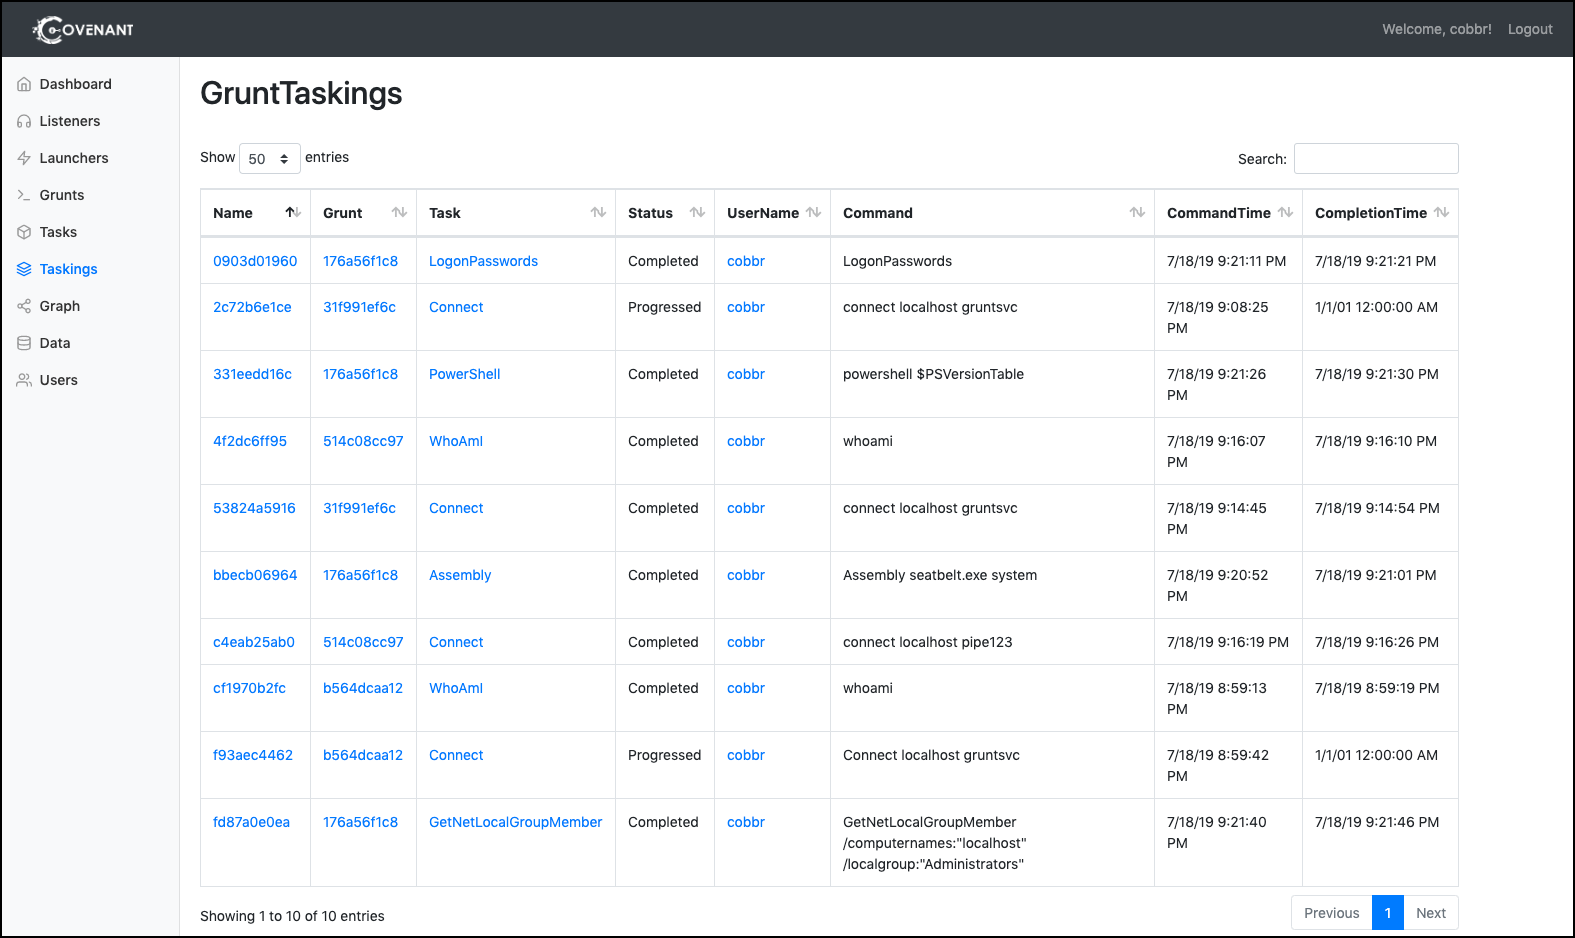 COVENANT
Welcome, cobbr! Logout
Dashboard
Listeners
Launchers
Grunts
Tasks
Taskings
Graph
Data
Users
GruntTaskings
Show 50 entries
Search:
Name Grunt Task Status UserName Command CommandTime CompletionTime
0903d01960 176a56f1c8 LogonPasswords Completed cobbr LogonPasswords 7/18/19 9:21:11 PM 7/18/19 9:21:21 PM
2c72b6e1ce 31f991ef6c Connect Progressed cobbr connect localhost gruntsvc 7/18/19 9:08:25 1/1/01 12:00:00 AM
PM
331eedd16c 176a56f1c8 PowerShell Completed cobbr powershell $PSVersionTable 7/18/19 9:21:26 7/18/19 9:21:30 PM
PM
4f2dc6ff95 514c08cc97 WhoAmI Completed cobbr whoami 7/18/19 9:16:07 7/18/19 9:16:10 PM
PM
53824a5916 31f991ef6c Connect Completed cobbr connect localhost gruntsvc 7/18/19 9:14:45 7/18/19 9:14:54 PM
PM
bbecb06964 176a56f1c8 Assembly Completed cobbr Assembly seatbelt.exe system 7/18/19 9:20:52 7/18/19 9:21:01 PM
PM
c4eab25ab0 514c08cc97 Connect Completed cobbr connect localhost pipe123 7/18/19 9:16:19 PM 7/18/19 9:16:26 PM
cf1970b2fc b564dcaa12 WhoAmI Completed cobbr whoami 7/18/19 8:59:13 7/18/19 8:59:19 PM
PM
f93aec4462 b564dcaa12 Connect Progressed cobbr Connect localhost gruntsvc 7/18/19 8:59:42 1/1/01 12:00:00 AM
PM
fd87a0e0ea 176a56f1c8 GetNetLocalGroupMember Completed cobbr GetNetLocalGroupMember 7/18/19 9:21:40 7/18/19 9:21:46 PM
/computernames:"localhost" PM
/localgroup:"Administrators"
Showing 1 to 10 of 10 entries
Previous 1 Next